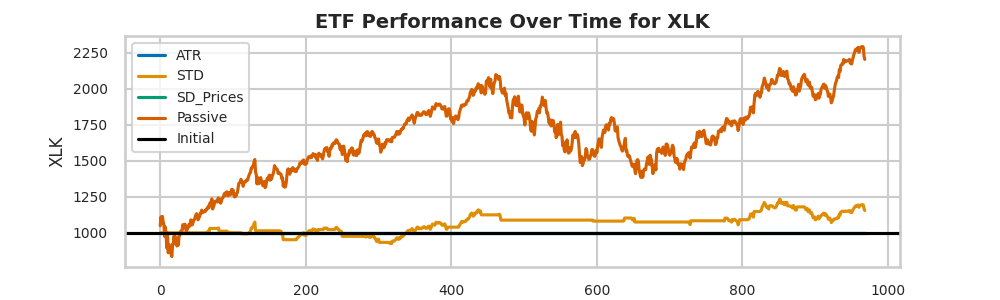 ETF Performance Over Time for XLK
ATR
STD
SD_Prices
Passive
Initial
XLK
2250
2000
1750
1500
1250
1000
0 200 400 600 800 1000